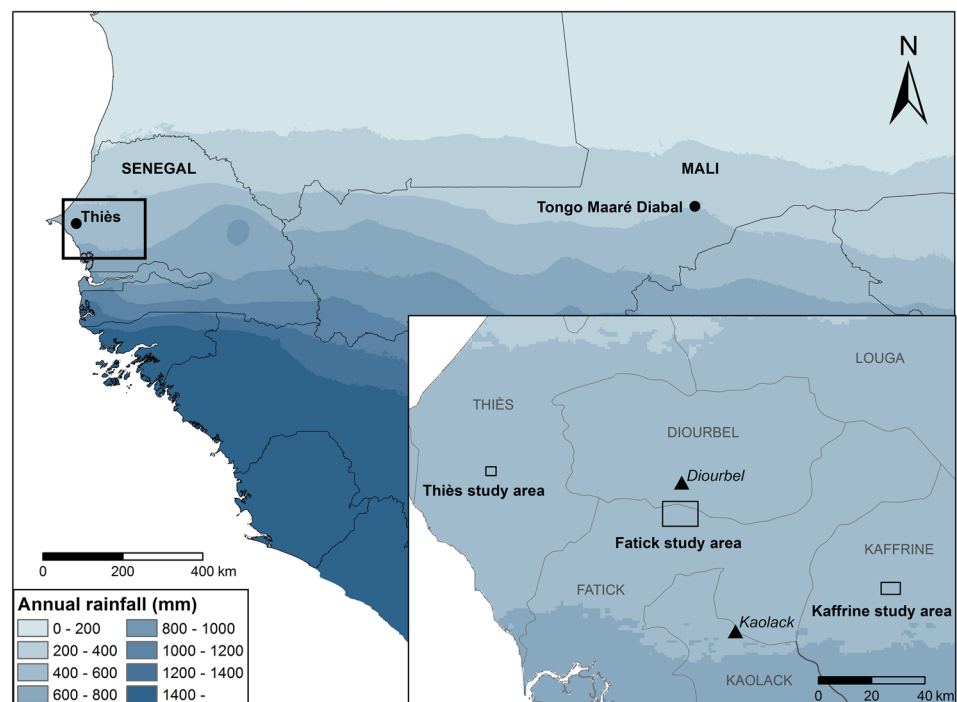 N
SENEGAL
MALI
Thiès
Tongo Maaré Diabal
LOUGA
THIÈS
DIOURBEL
Diourbel
Thiès study area
Fatick study area
KAFFRINE
FATICK
Kaffrine study area
Kaolack
KAOLACK
0 20 40 km
0 200 400 km
Annual rainfall (mm)
0 - 200
200 - 400
400 - 600
600 - 800
800 - 1000
1000 - 1200
1200 - 1400
1400 -